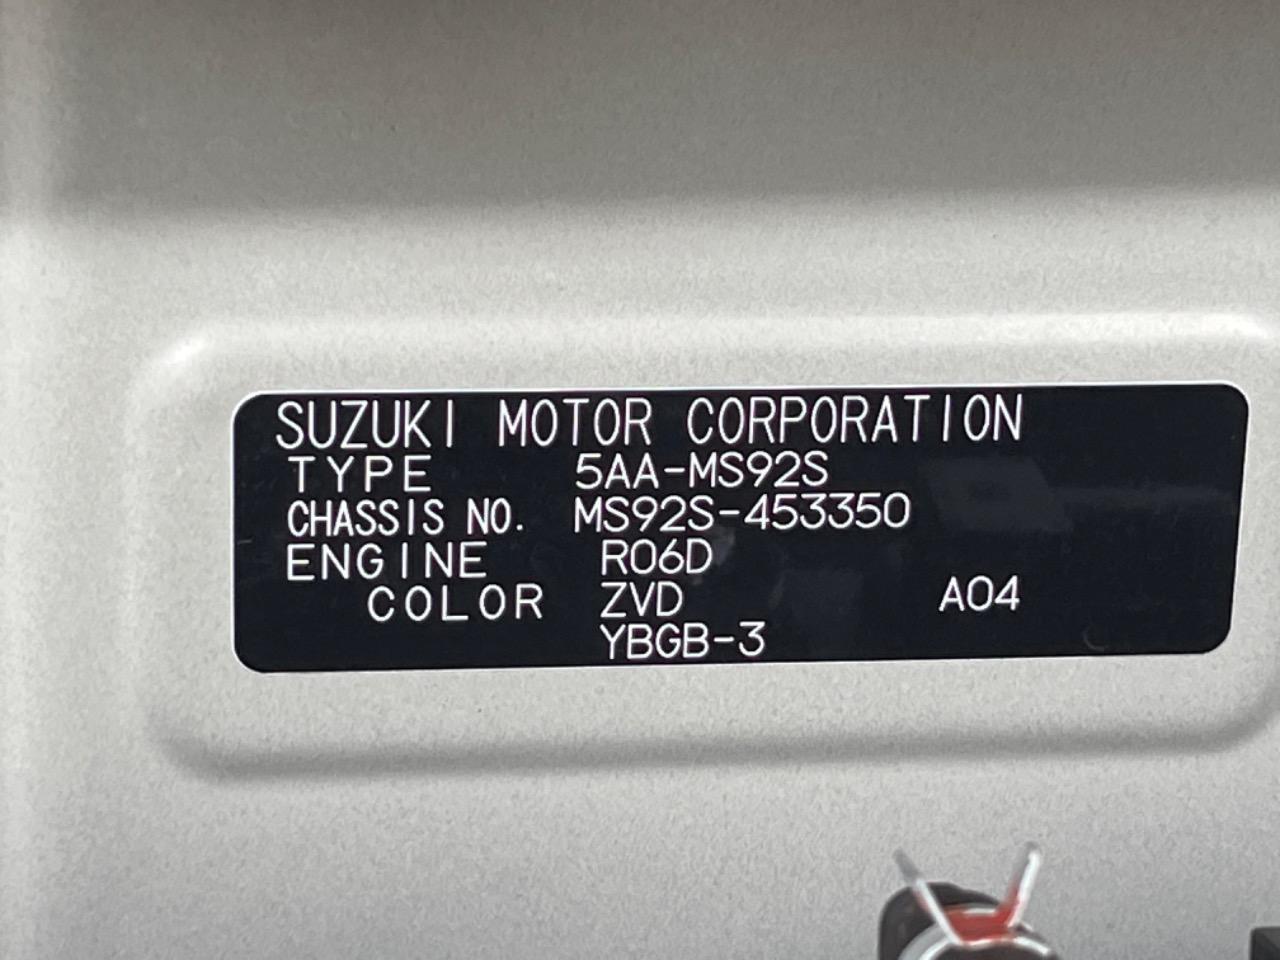 SUZUKI MOTOR CORPORATION
TYPE 5AA-MS92S
CHASSIS NO. MS92S-453350
ENGINE R06D
COLOR ZVD A04
YBGB-3